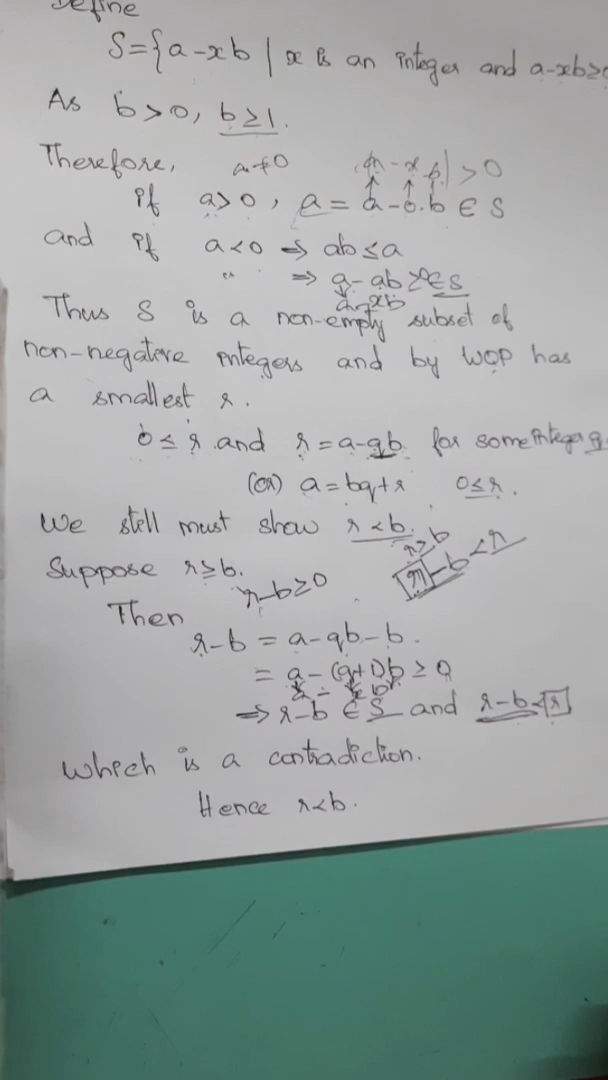 Define
S={a-xb | x is an integer and a-xb≥0
As b>0, b≥1.
Therefore, a≠0 |a-xb|>0
if a>0, a = a-0.b ∈ S
and if a<0 ⇒ ab≤a
" ⇒ a-ab≥0∈S
a-xb
Thus S is a non-empty subset of
non-negative integers and by WOP has
a smallest r.
0≤r and r=a-qb for some integer q
(or) a=bq+r 0≤r.
We still must show r<b.
r≥b
Suppose r≥b. r-b≥0 r-b<r
Then
r-b = a-qb-b.
= a-(q+1)b≥0
a - x b
⇒ r-b ∈ S and r-b<r
which is a contradiction.
Hence r<b.